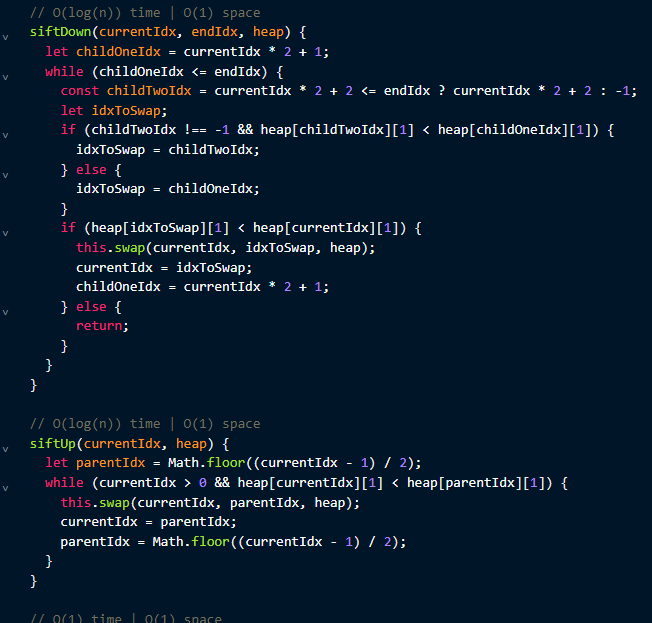 // O(log(n)) time | O(1) space
siftDown(currentIdx, endIdx, heap) {
let childOneIdx = currentIdx * 2 + 1;
while (childOneIdx <= endIdx) {
const childTwoIdx = currentIdx * 2 + 2 <= endIdx ? currentIdx * 2 + 2 : -1;
let idxToSwap;
if (childTwoIdx !== -1 && heap[childTwoIdx][1] < heap[childOneIdx][1]) {
idxToSwap = childTwoIdx;
} else {
idxToSwap = childOneIdx;
}
if (heap[idxToSwap][1] < heap[currentIdx][1]) {
this.swap(currentIdx, idxToSwap, heap);
currentIdx = idxToSwap;
childOneIdx = currentIdx * 2 + 1;
} else {
return;
}
}
}
// O(log(n)) time | O(1) space
siftUp(currentIdx, heap) {
let parentIdx = Math.floor((currentIdx - 1) / 2);
while (currentIdx > 0 && heap[currentIdx][1] < heap[parentIdx][1]) {
this.swap(currentIdx, parentIdx, heap);
currentIdx = parentIdx;
parentIdx = Math.floor((currentIdx - 1) / 2);
}
}
// O(1) time | O(1) space